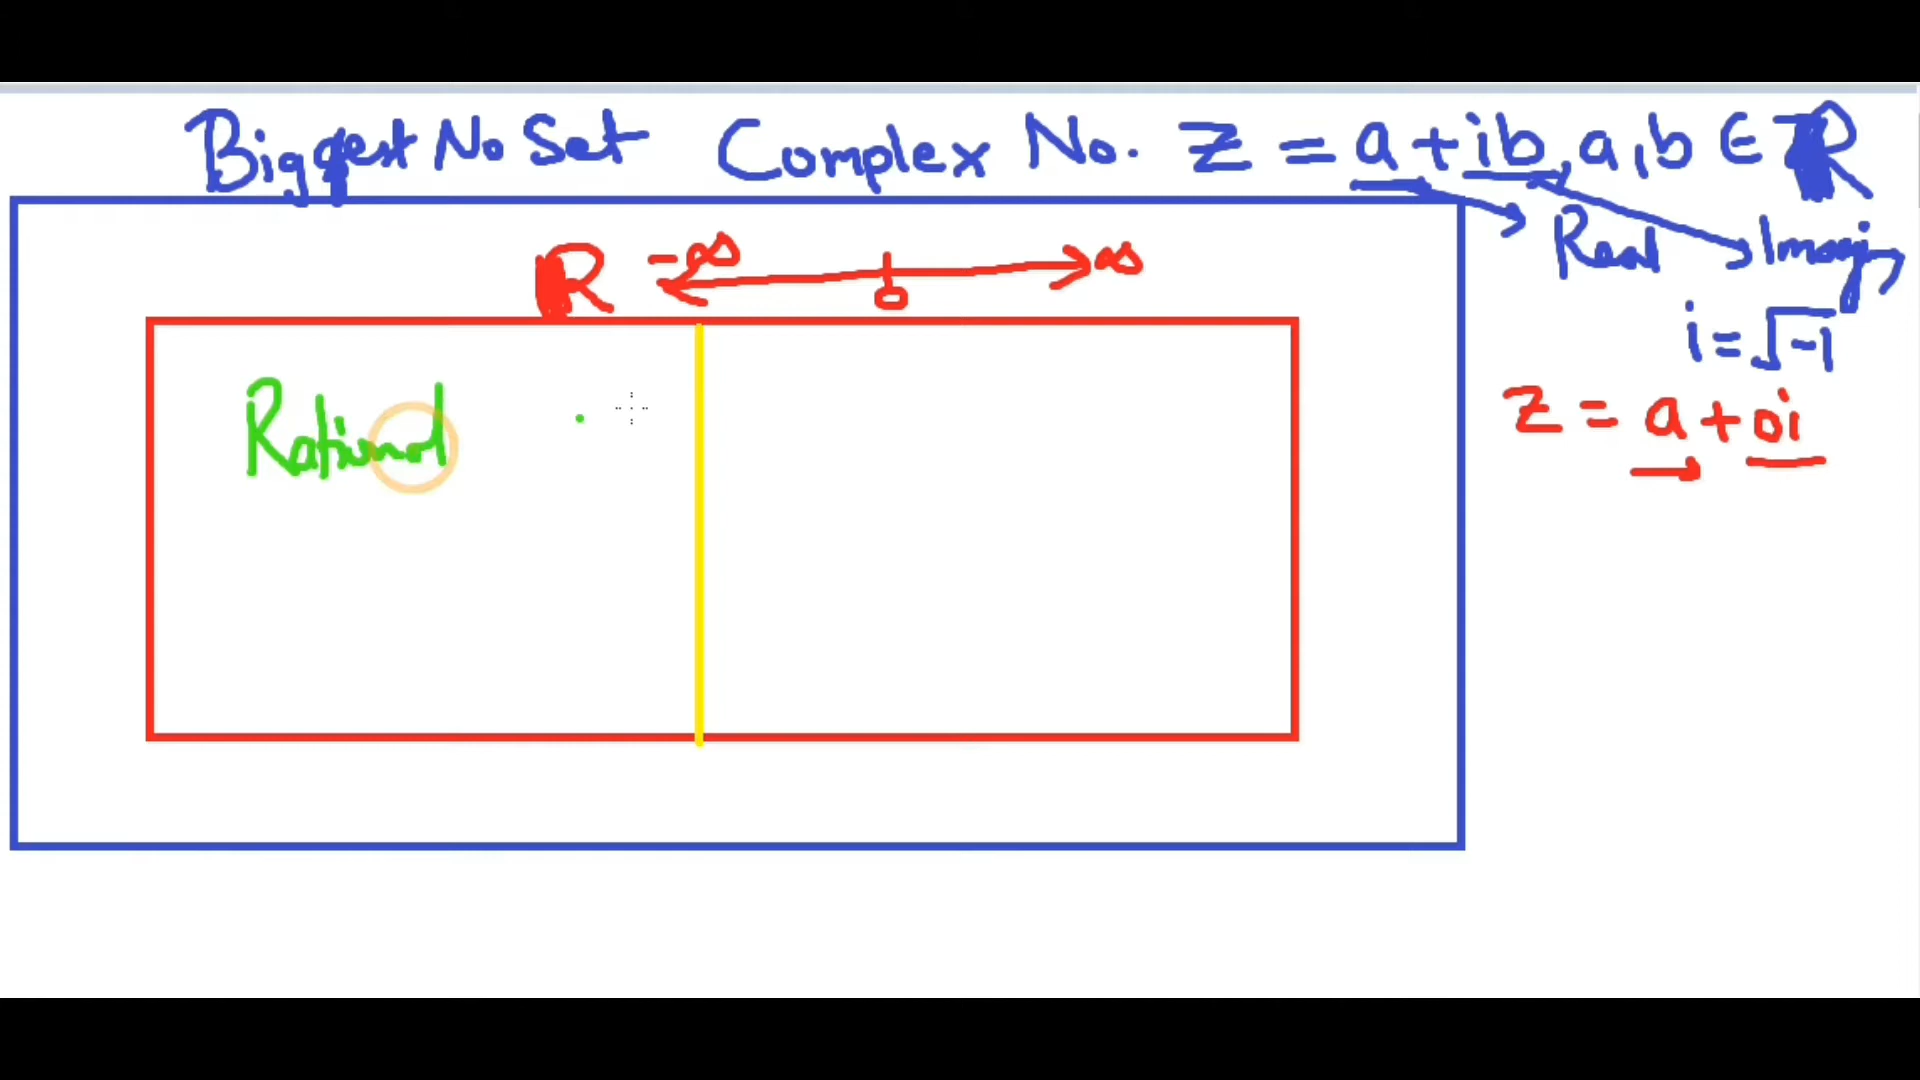 Biggest No Set Complex No. Z = a + ib, a, b ∈ R
Real Imaginary
R -∞ 0 ∞
i = √-1
Z = a + 0i
Rational